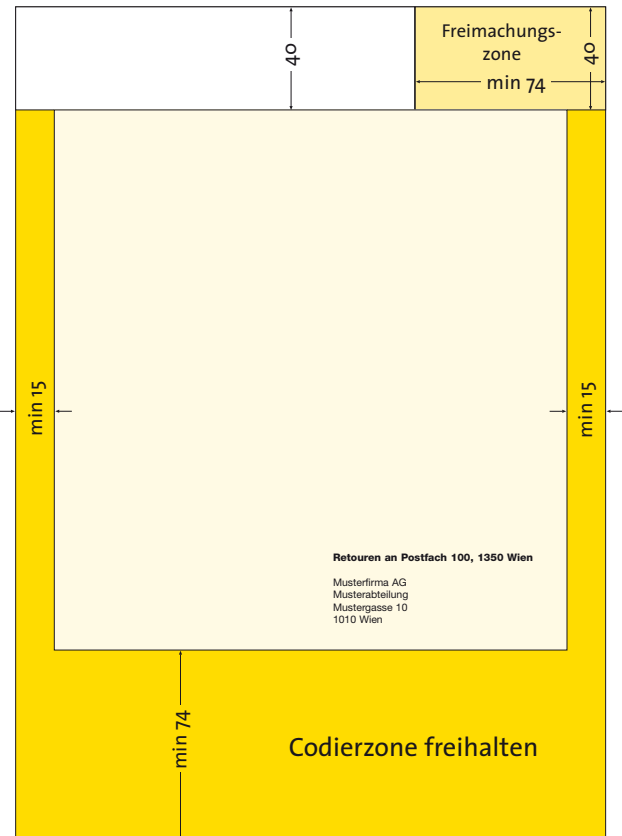 Freimachungs-
zone
40
40
min 74
min 15
min 15
Retouren an Postfach 100, 1350 Wien
Musterfirma AG
Musterabteilung
Mustergasse 10
1010 Wien
min 74
Codierzone freihalten